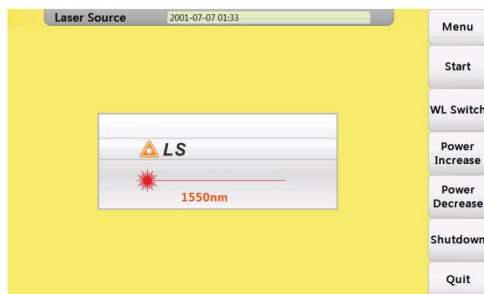 Laser Source
2001-07-07 01:33
Menu
Start
WL Switch
Power
Increase
Power
Decrease
Shutdown
Quit
LS
1550nm